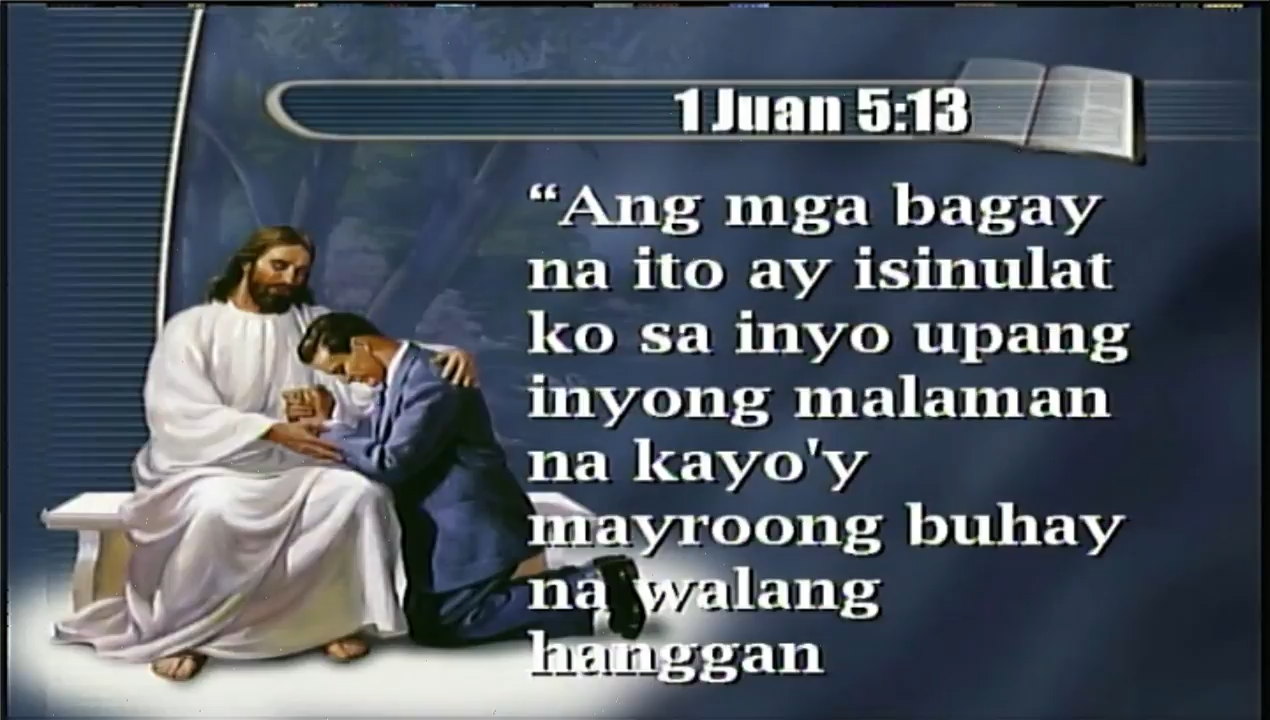 1 Juan 5:13
“Ang mga bagay
na ito ay isinulat
ko sa inyo upang
inyong malaman
na kayo'y
mayroong buhay
na walang
hanggan